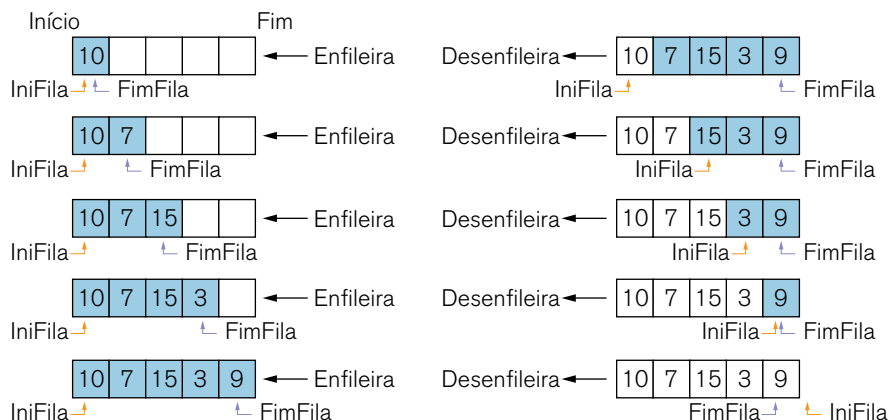 Início Fim
10 Enfileira
IniFila FimFila
10 7 Enfileira
IniFila FimFila
10 7 15 Enfileira
IniFila FimFila
10 7 15 3 Enfileira
IniFila FimFila
10 7 15 3 9 Enfileira
IniFila FimFila
Desenfileira 10 7 15 3 9
IniFila FimFila
Desenfileira 10 7 15 3 9
IniFila FimFila
Desenfileira 10 7 15 3 9
IniFila FimFila
Desenfileira 10 7 15 3 9
IniFila FimFila
Desenfileira 10 7 15 3 9
FimFila IniFila